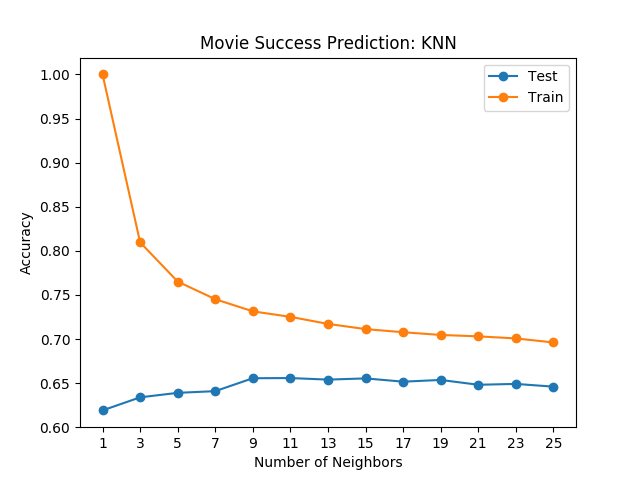 Movie Success Prediction: KNN
Test
Train
1.00
0.95
0.90
0.85
0.80
0.75
0.70
0.65
0.60
Accuracy
1 3 5 7 9 11 13 15 17 19 21 23 25
Number of Neighbors